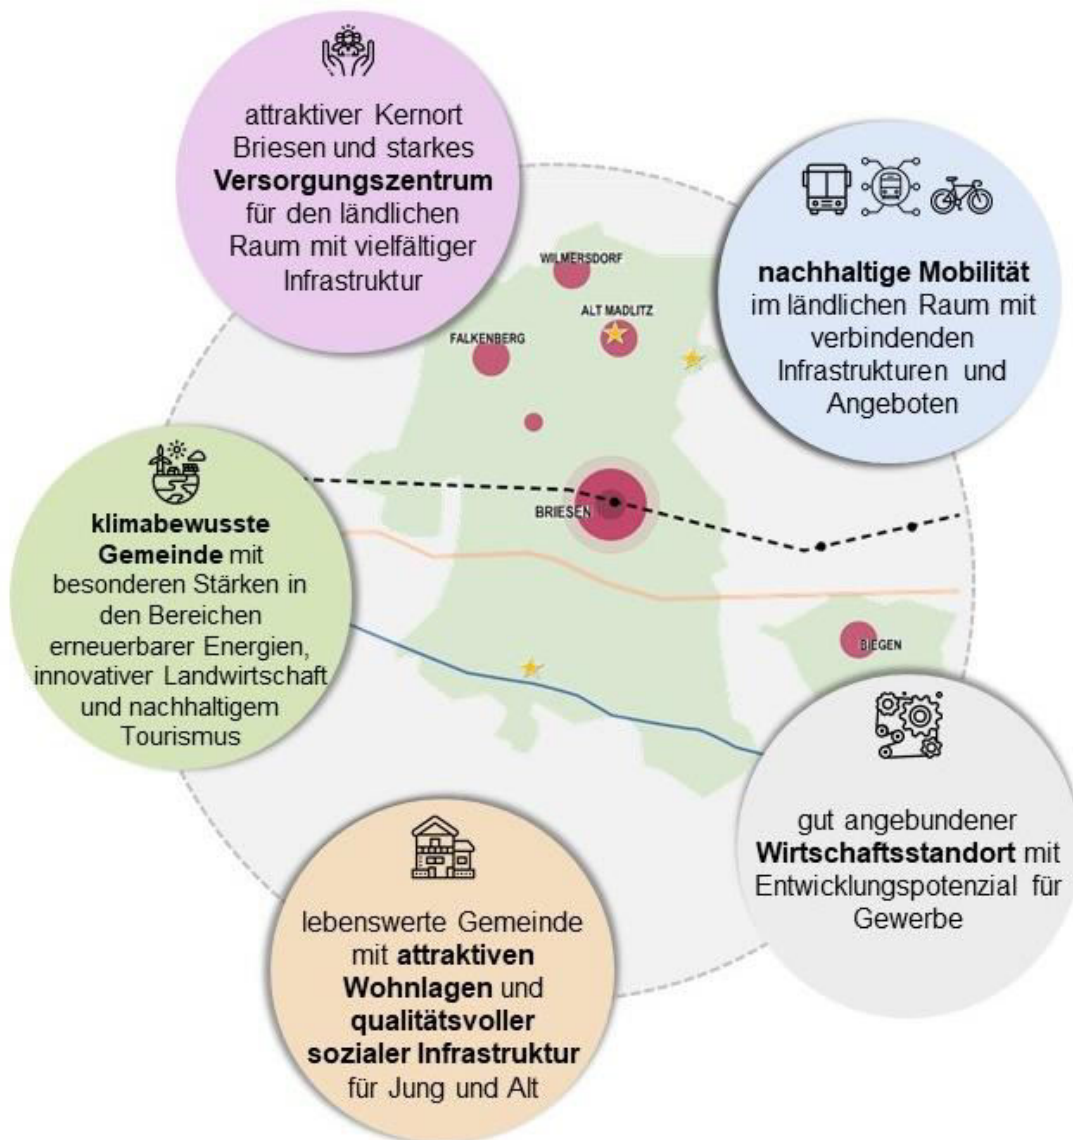 attraktiver Kernort
Briesen und starkes
Versorgungszentrum
für den ländlichen
Raum mit vielfältiger
Infrastruktur
nachhaltige Mobilität
im ländlichen Raum mit
verbindenden
Infrastrukturen und
Angeboten
WILMERSDORF
ALT MADLITZ
FALKENBERG
BRIESEN
BIEGEN
klimabewusste
Gemeinde mit
besonderen Stärken in
den Bereichen
erneuerbarer Energien,
innovativer Landwirtschaft
und nachhaltigem
Tourismus
gut angebundener
Wirtschaftsstandort mit
Entwicklungspotenzial für
Gewerbe
lebenswerte Gemeinde
mit attraktiven
Wohnlagen und
qualitätsvoller
sozialer Infrastruktur
für Jung und Alt